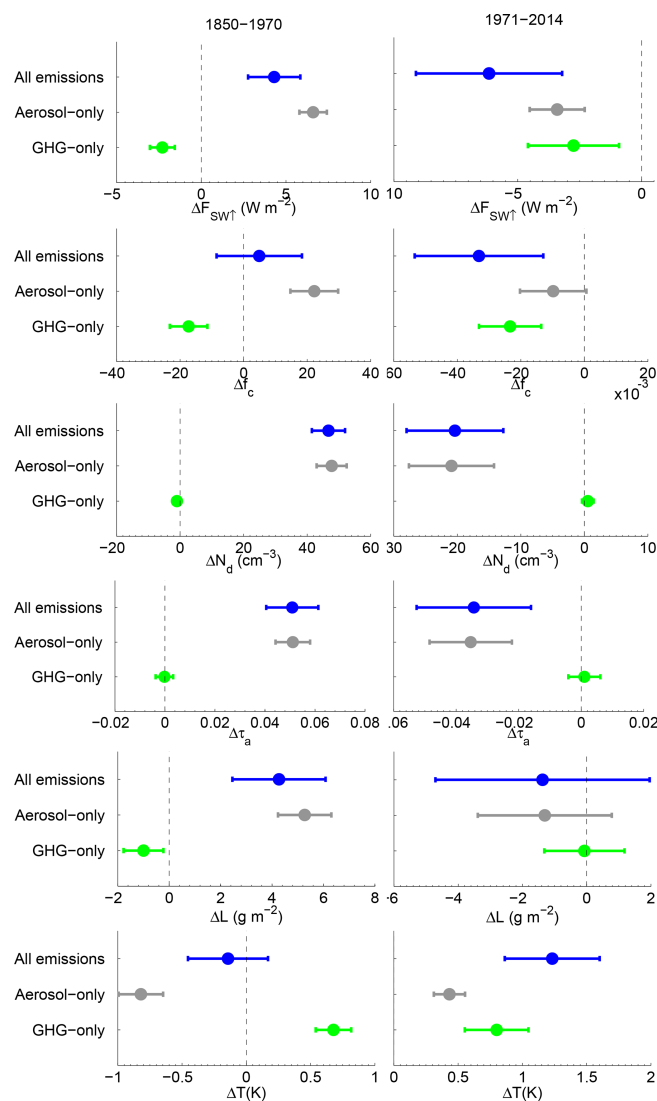 1850−1970 1971−2014
All emissions
Aerosol−only
GHG−only
−5 0 5 10 10 −5 0
ΔF_SW↑ (W m⁻²) ΔF_SW↑ (W m⁻²)
All emissions
Aerosol−only
GHG−only
−40 −20 0 20 40 60 −40 −20 0 20
Δf_c Δf_c x10⁻³
All emissions
Aerosol−only
GHG−only
−20 0 20 40 60 30 −20 −10 0 10
ΔN_d (cm⁻³) ΔN_d (cm⁻³)
All emissions
Aerosol−only
GHG−only
−0.02 0 0.02 0.04 0.06 0.08 .06 −0.04 −0.02 0 0.02
Δτ_a Δτ_a
All emissions
Aerosol−only
GHG−only
−2 0 2 4 6 8 −6 −4 −2 0 2
ΔL (g m⁻²) ΔL (g m⁻²)
All emissions
Aerosol−only
GHG−only
−1 −0.5 0 0.5 1 0 0.5 1 1.5 2
ΔT(K) ΔT(K)